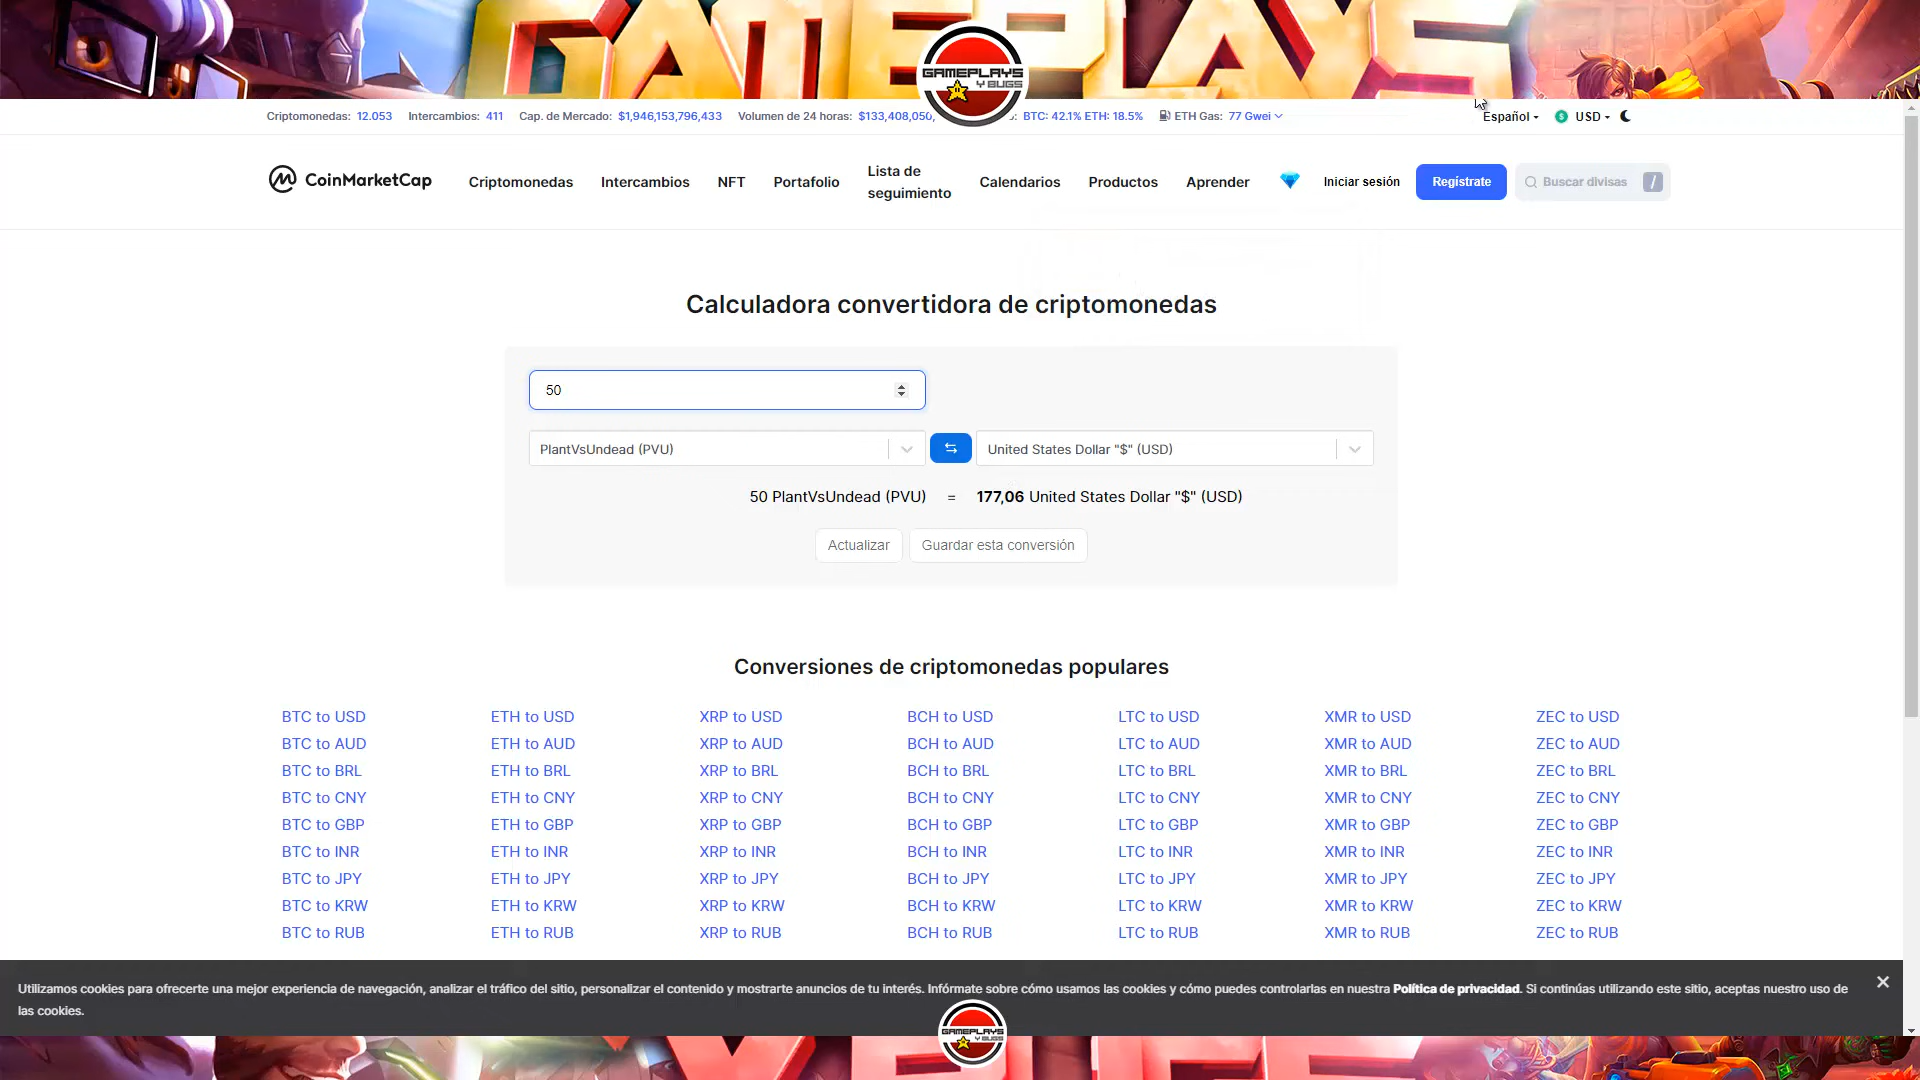 GAMEPLAYS
GAMEPLAYS
Y BUGS
Criptomonedas: 12.053 Intercambios: 411 Cap. de Mercado: $1,946,153,796,433 Volumen de 24 horas: $133,408,050, : BTC: 42.1% ETH: 18.5% ETH Gas: 77 Gwei Español USD
CoinMarketCap Criptomonedas Intercambios NFT Portafolio Lista de seguimiento Calendarios Productos Aprender Iniciar sesión Regístrate Buscar divisas /
Calculadora convertidora de criptomonedas
50
PlantVsUndead (PVU) United States Dollar "$" (USD)
50 PlantVsUndead (PVU) = 177,06 United States Dollar "$" (USD)
Actualizar Guardar esta conversión
Conversiones de criptomonedas populares
BTC to USD ETH to USD XRP to USD BCH to USD LTC to USD XMR to USD ZEC to USD
BTC to AUD ETH to AUD XRP to AUD BCH to AUD LTC to AUD XMR to AUD ZEC to AUD
BTC to BRL ETH to BRL XRP to BRL BCH to BRL LTC to BRL XMR to BRL ZEC to BRL
BTC to CNY ETH to CNY XRP to CNY BCH to CNY LTC to CNY XMR to CNY ZEC to CNY
BTC to GBP ETH to GBP XRP to GBP BCH to GBP LTC to GBP XMR to GBP ZEC to GBP
BTC to INR ETH to INR XRP to INR BCH to INR LTC to INR XMR to INR ZEC to INR
BTC to JPY ETH to JPY XRP to JPY BCH to JPY LTC to JPY XMR to JPY ZEC to JPY
BTC to KRW ETH to KRW XRP to KRW BCH to KRW LTC to KRW XMR to KRW ZEC to KRW
BTC to RUB ETH to RUB XRP to RUB BCH to RUB LTC to RUB XMR to RUB ZEC to RUB
Utilizamos cookies para ofrecerte una mejor experiencia de navegación, analizar el tráfico del sitio, personalizar el contenido y mostrarte anuncios de tu interés. Infórmate sobre cómo usamos las cookies y cómo puedes controlarlas en nuestra Política de privacidad. Si continúas utilizando este sitio, aceptas nuestro uso de
las cookies.
GAMEPLAYS
Y BUGS